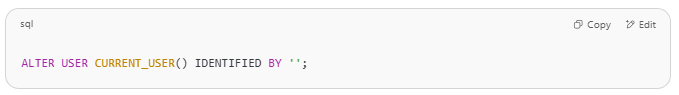 sql
Copy
Edit
ALTER USER CURRENT_USER() IDENTIFIED BY '';